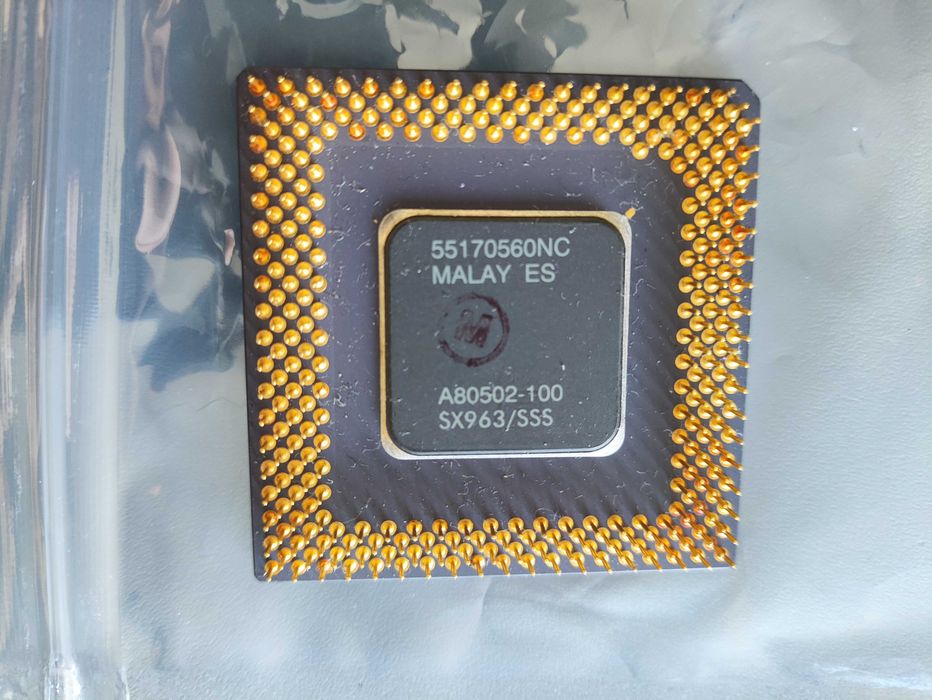 55170560NC
MALAY ES
M
A80502-100
SX963/SSS